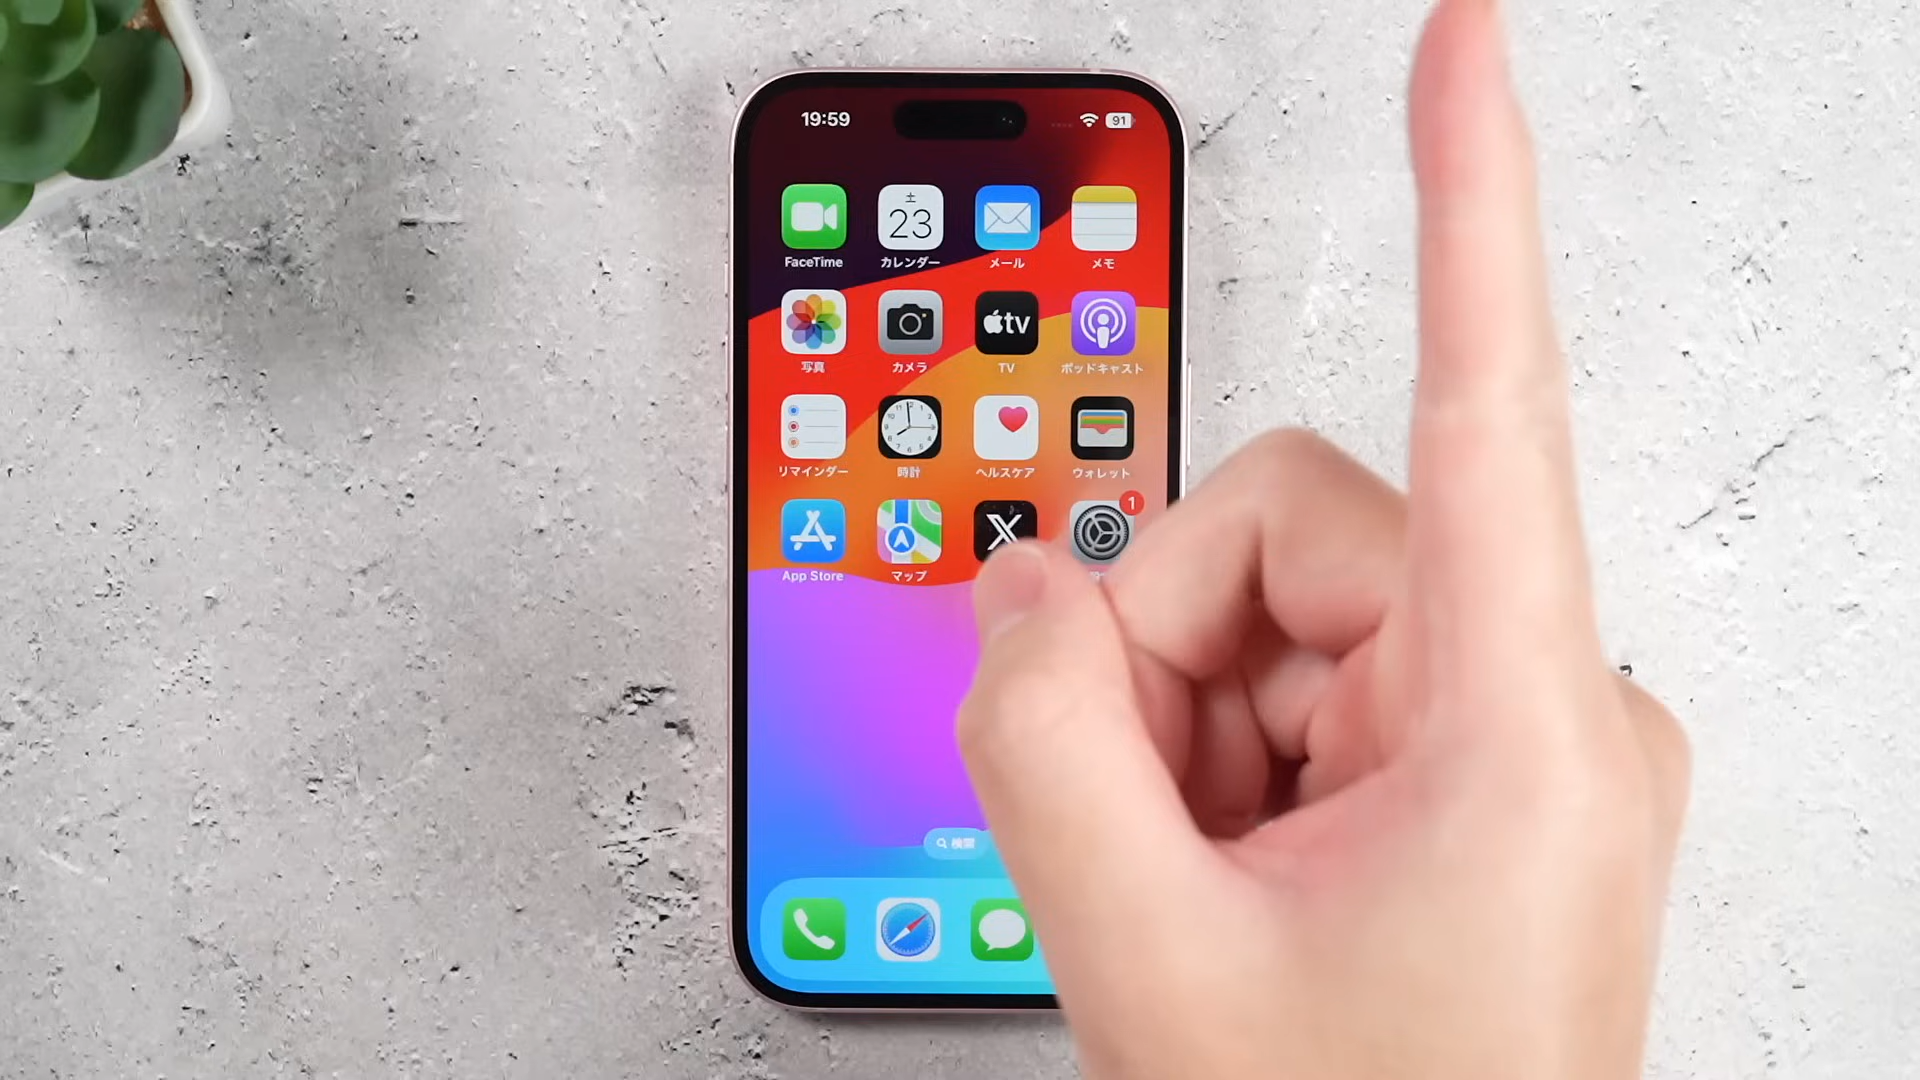 19:59 91
土
23
FaceTime カレンダー メール メモ
tv
写真 カメラ TV ポッドキャスト
リマインダー 時計 ヘルスケア ウォレット
1
App Store マップ
検索